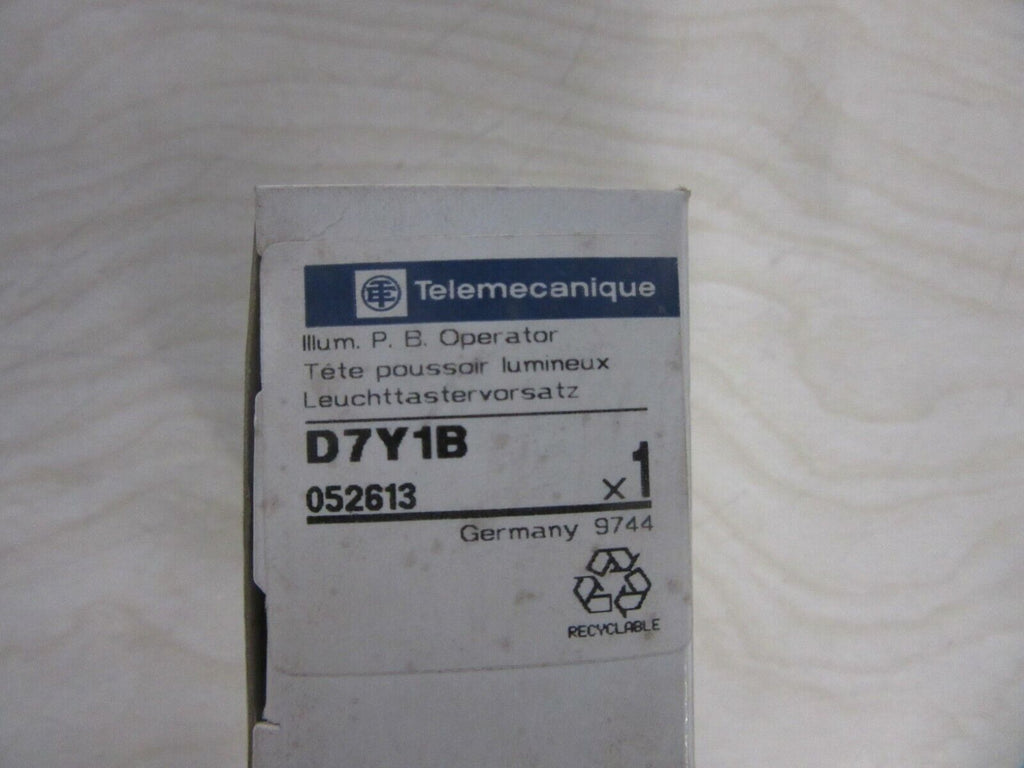 Telemecanique
Illum. P. B. Operator
Téte poussoir lumineux
Leuchttastervorsatz
D7Y1B
052613 x1
Germany 9744
RECYCLABLE